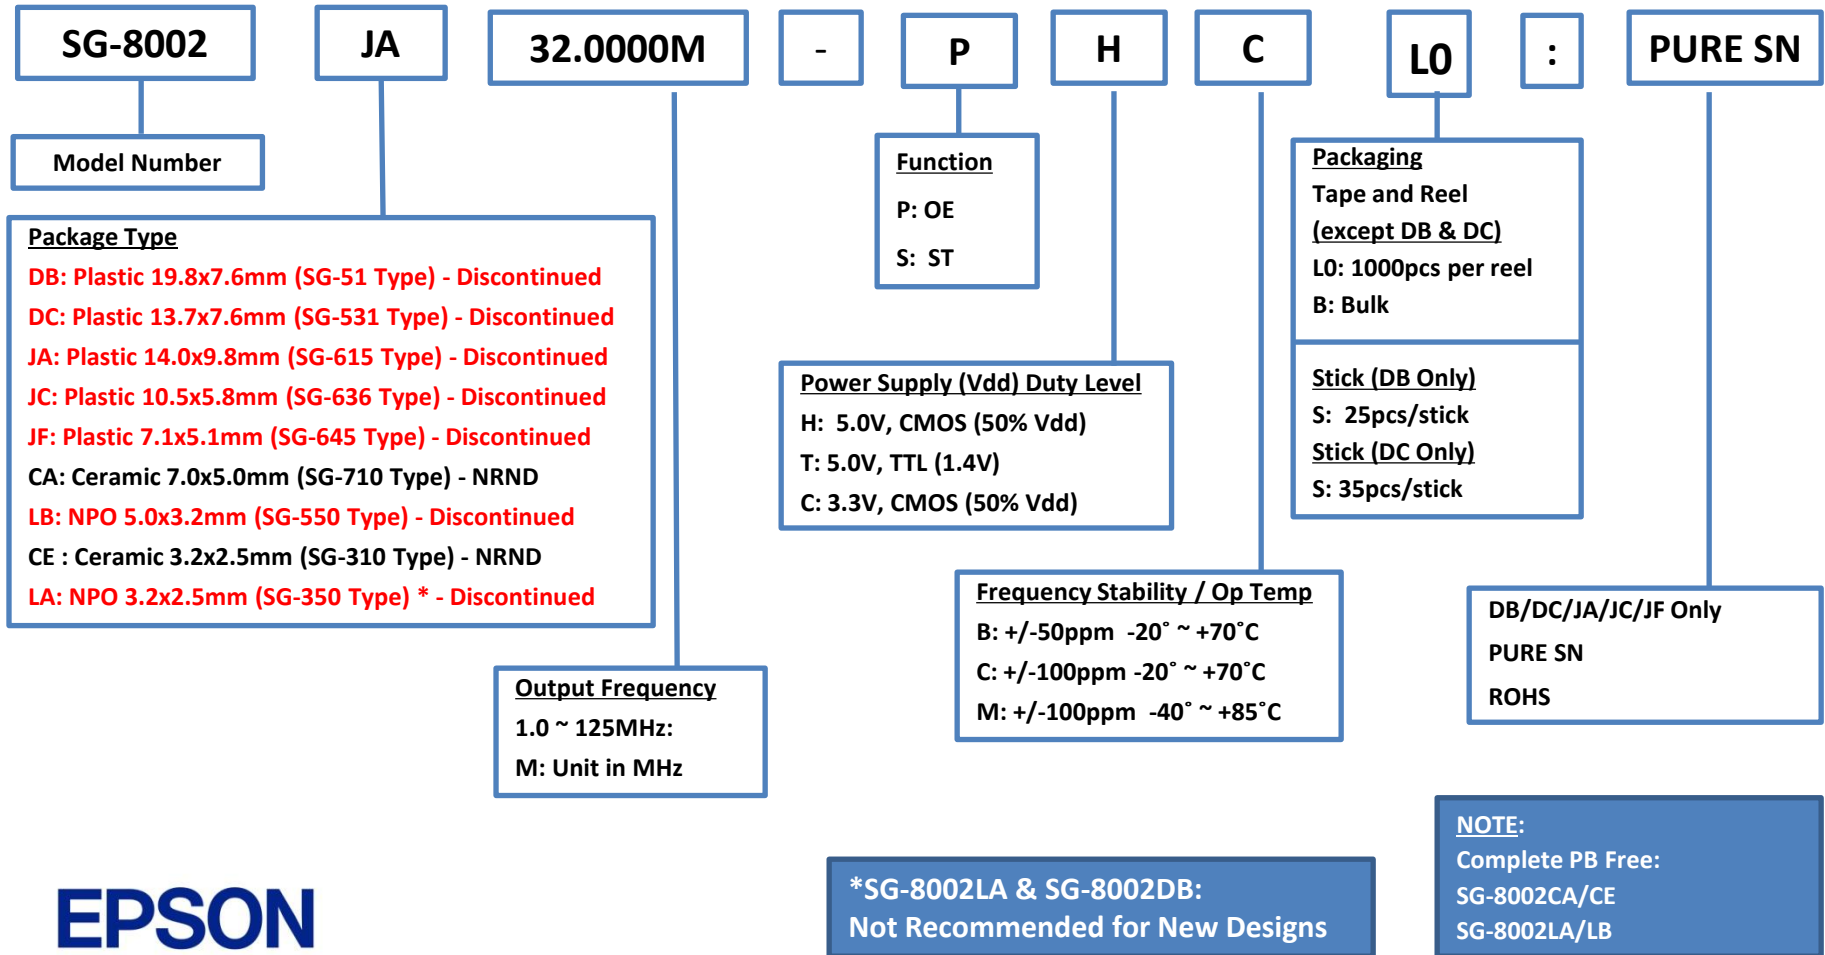 SG-8002
JA
32.0000M
-
P
H
C
L0
:
PURE SN
Model Number
Package Type
DB: Plastic 19.8x7.6mm (SG-51 Type) - Discontinued
DC: Plastic 13.7x7.6mm (SG-531 Type) - Discontinued
JA: Plastic 14.0x9.8mm (SG-615 Type) - Discontinued
JC: Plastic 10.5x5.8mm (SG-636 Type) - Discontinued
JF: Plastic 7.1x5.1mm (SG-645 Type) - Discontinued
CA: Ceramic 7.0x5.0mm (SG-710 Type) - NRND
LB: NPO 5.0x3.2mm (SG-550 Type) - Discontinued
CE : Ceramic 3.2x2.5mm (SG-310 Type) - NRND
LA: NPO 3.2x2.5mm (SG-350 Type) * - Discontinued
Output Frequency
1.0 ~ 125MHz:
M: Unit in MHz
Function
P: OE
S: ST
Power Supply (Vdd) Duty Level
H: 5.0V, CMOS (50% Vdd)
T: 5.0V, TTL (1.4V)
C: 3.3V, CMOS (50% Vdd)
Frequency Stability / Op Temp
B: +/-50ppm -20˚ ~ +70˚C
C: +/-100ppm -20˚ ~ +70˚C
M: +/-100ppm -40˚ ~ +85˚C
Packaging
Tape and Reel
(except DB & DC)
L0: 1000pcs per reel
B: Bulk
Stick (DB Only)
S: 25pcs/stick
Stick (DC Only)
S: 35pcs/stick
DB/DC/JA/JC/JF Only
PURE SN
ROHS
EPSON
*SG-8002LA & SG-8002DB:
Not Recommended for New Designs
NOTE:
Complete PB Free:
SG-8002CA/CE
SG-8002LA/LB